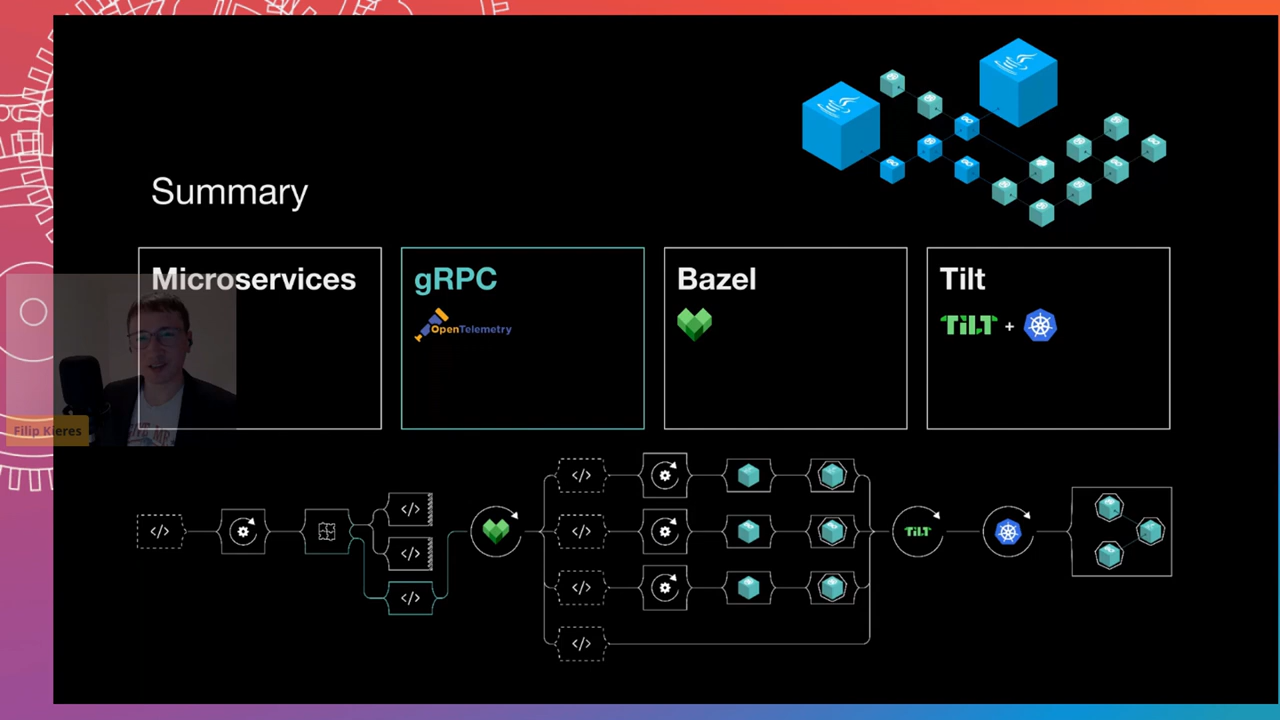 Summary
Microservices
gRPC
OpenTelemetry
Bazel
Tilt
TILT +
Filip Kieres
</>
</>
</>
</>
</>
</>
</>
</>
TILT